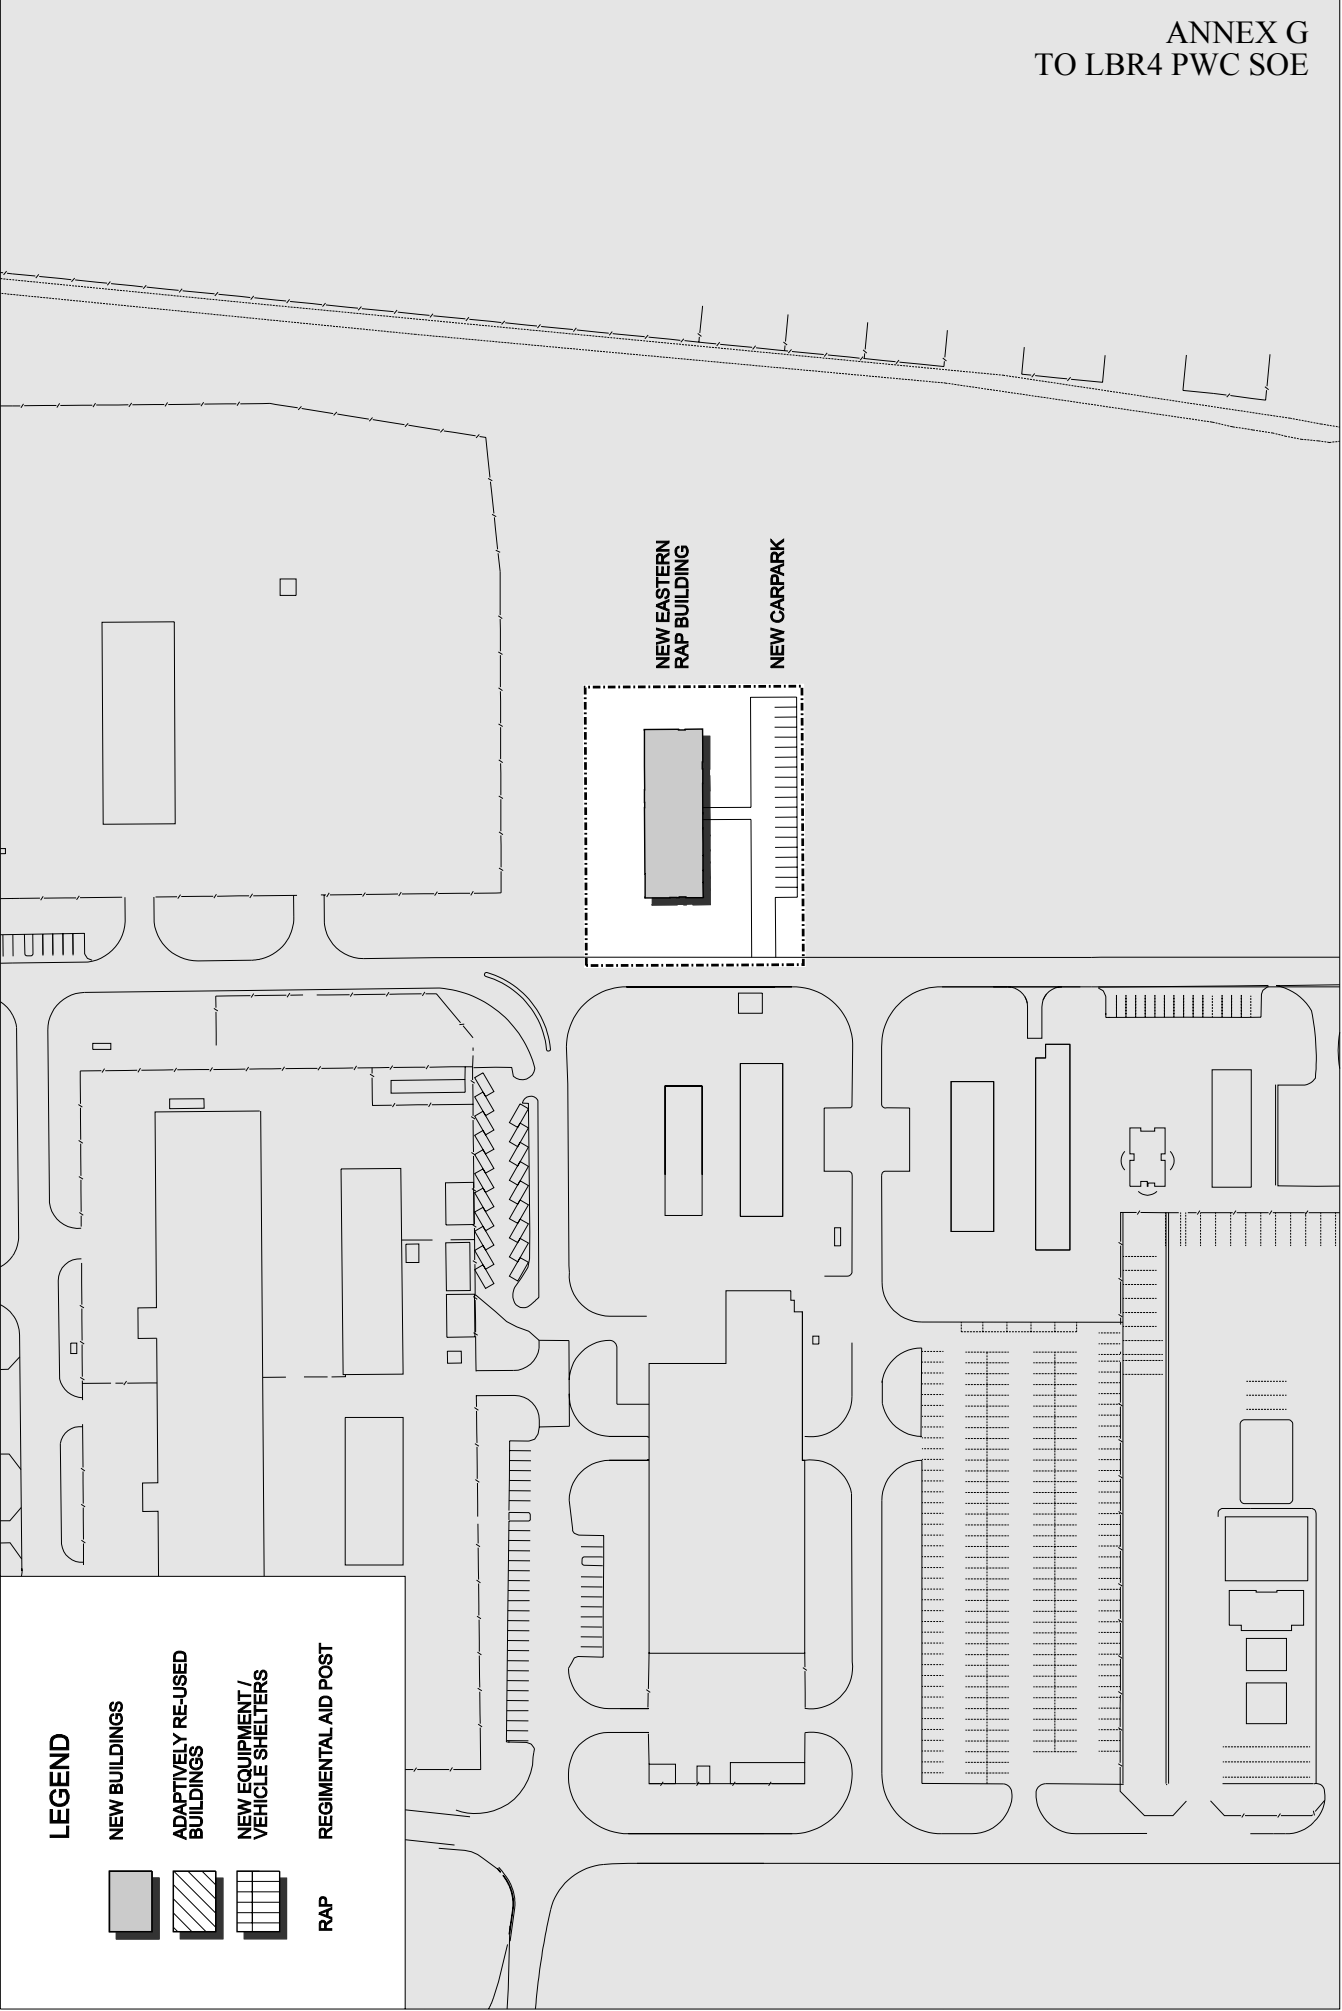 ANNEX G
TO LBR4 PWC SOE
NEW EASTERN
RAP BUILDING
NEW CARPARK
LEGEND
NEW BUILDINGS
ADAPTIVELY RE-USED
BUILDINGS
NEW EQUIPMENT /
VEHICLE SHELTERS
RAP REGIMENTAL AID POST